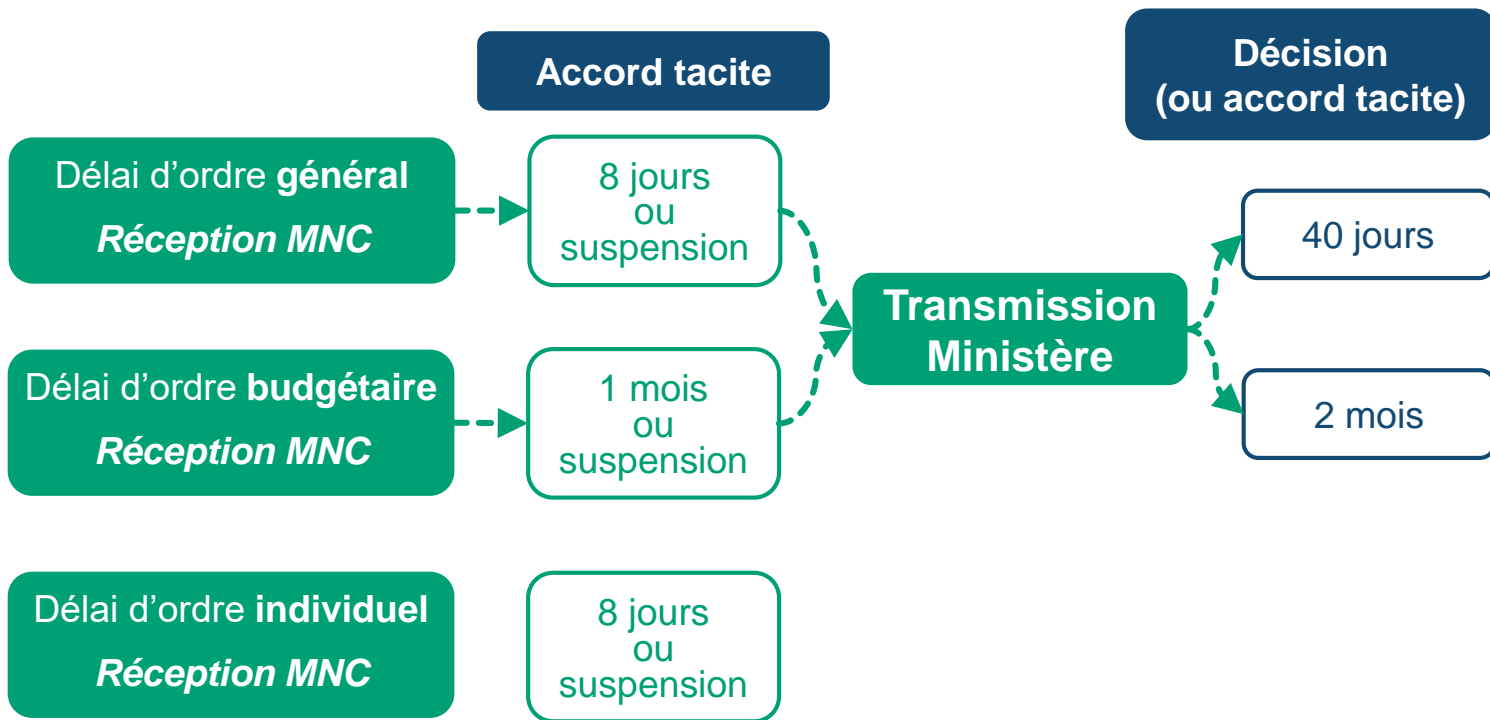 Accord tacite
Décision
(ou accord tacite)
Délai d’ordre général
Réception MNC
8 jours
ou
suspension
40 jours
Transmission
Ministère
Délai d’ordre budgétaire
Réception MNC
1 mois
ou
suspension
2 mois
Délai d’ordre individuel
Réception MNC
8 jours
ou
suspension